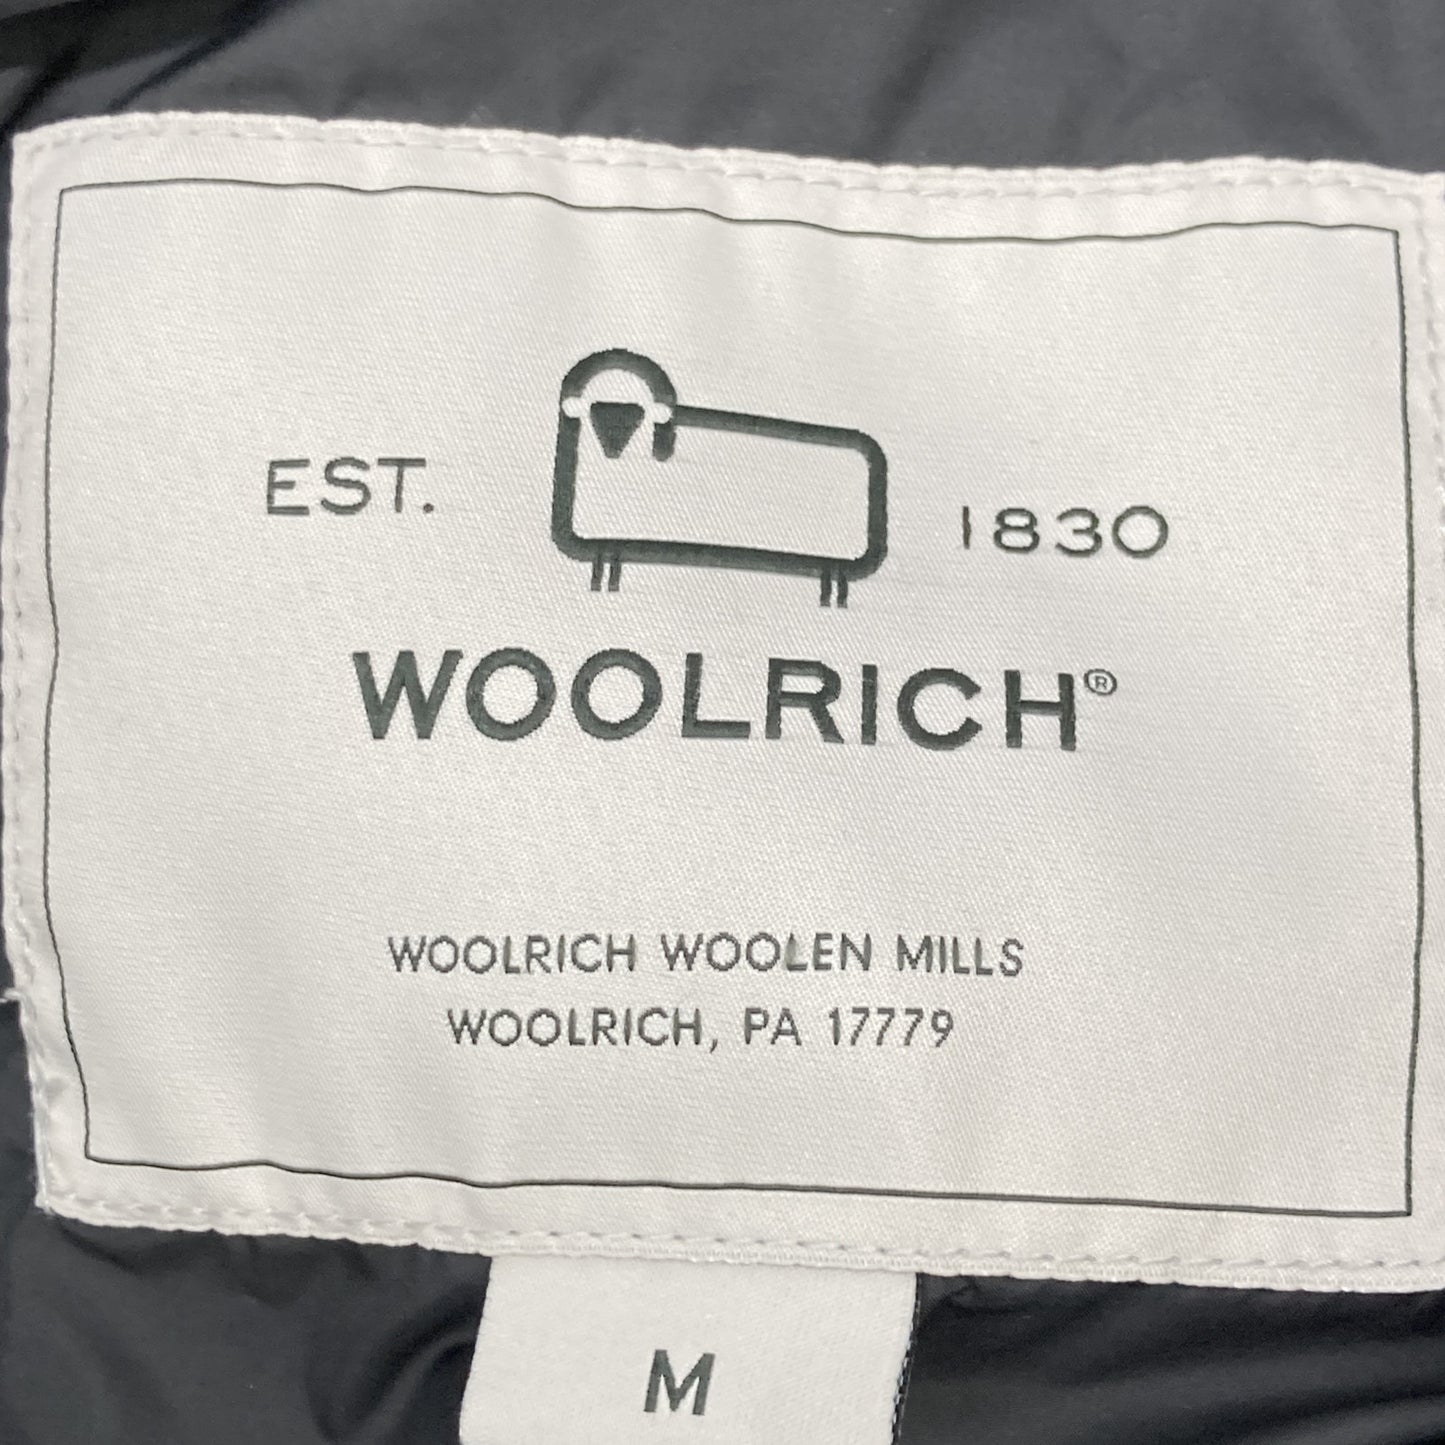 EST. 1830
WOOLRICH®
WOOLRICH WOOLEN MILLS
WOOLRICH, PA 17779
M